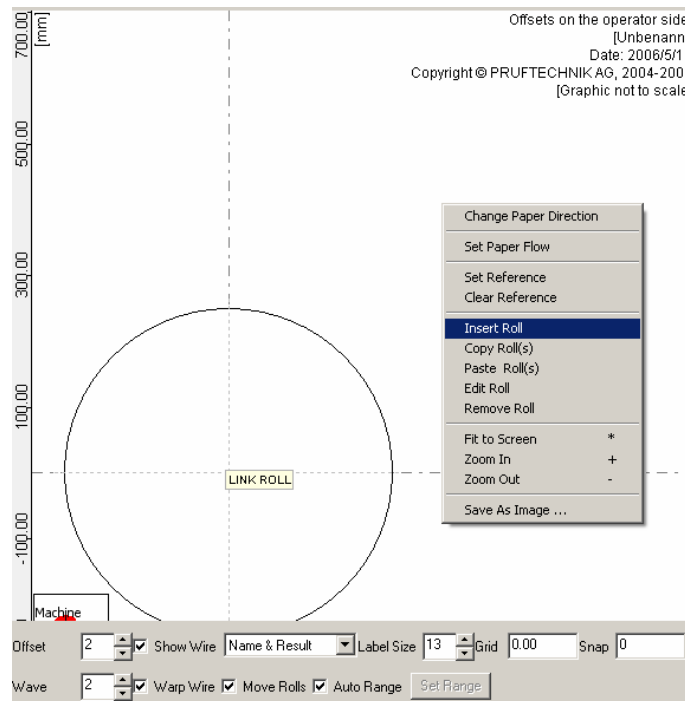 700.00
[mm]
Offsets on the operator side
[Unbenann
Date: 2006/5/1
Copyright © PRUFTECHNIK AG, 2004-200
[Graphic not to scale
500.00
300.00
100.00
-100.00
Change Paper Direction
Set Paper Flow
Set Reference
Clear Reference
Insert Roll
Copy Roll(s)
Paste Roll(s)
Edit Roll
Remove Roll
Fit to Screen *
Zoom In +
Zoom Out -
Save As Image ...
LINK ROLL
Machine
Offset 2 Show Wire Name & Result Label Size 13 Grid 0.00 Snap 0
Wave 2 Warp Wire Move Rolls Auto Range Set Range